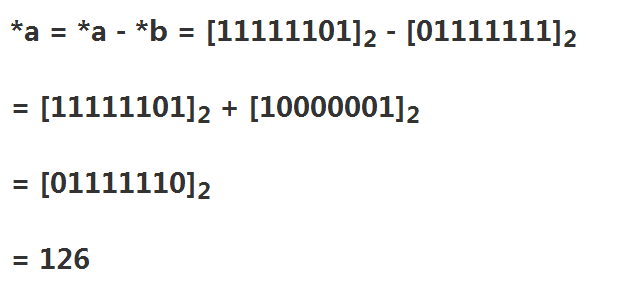 *a = *a - *b = [11111101]₂ - [01111111]₂
= [11111101]₂ + [10000001]₂
= [01111110]₂
= 126